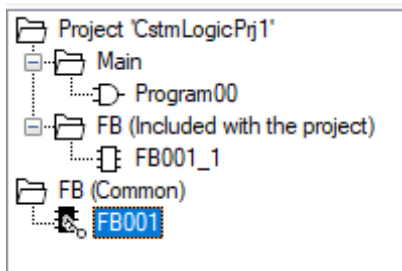 Project 'CstmLogicPrj1'
Main
Program00
FB (Included with the project)
FB001_1
FB (Common)
FB001